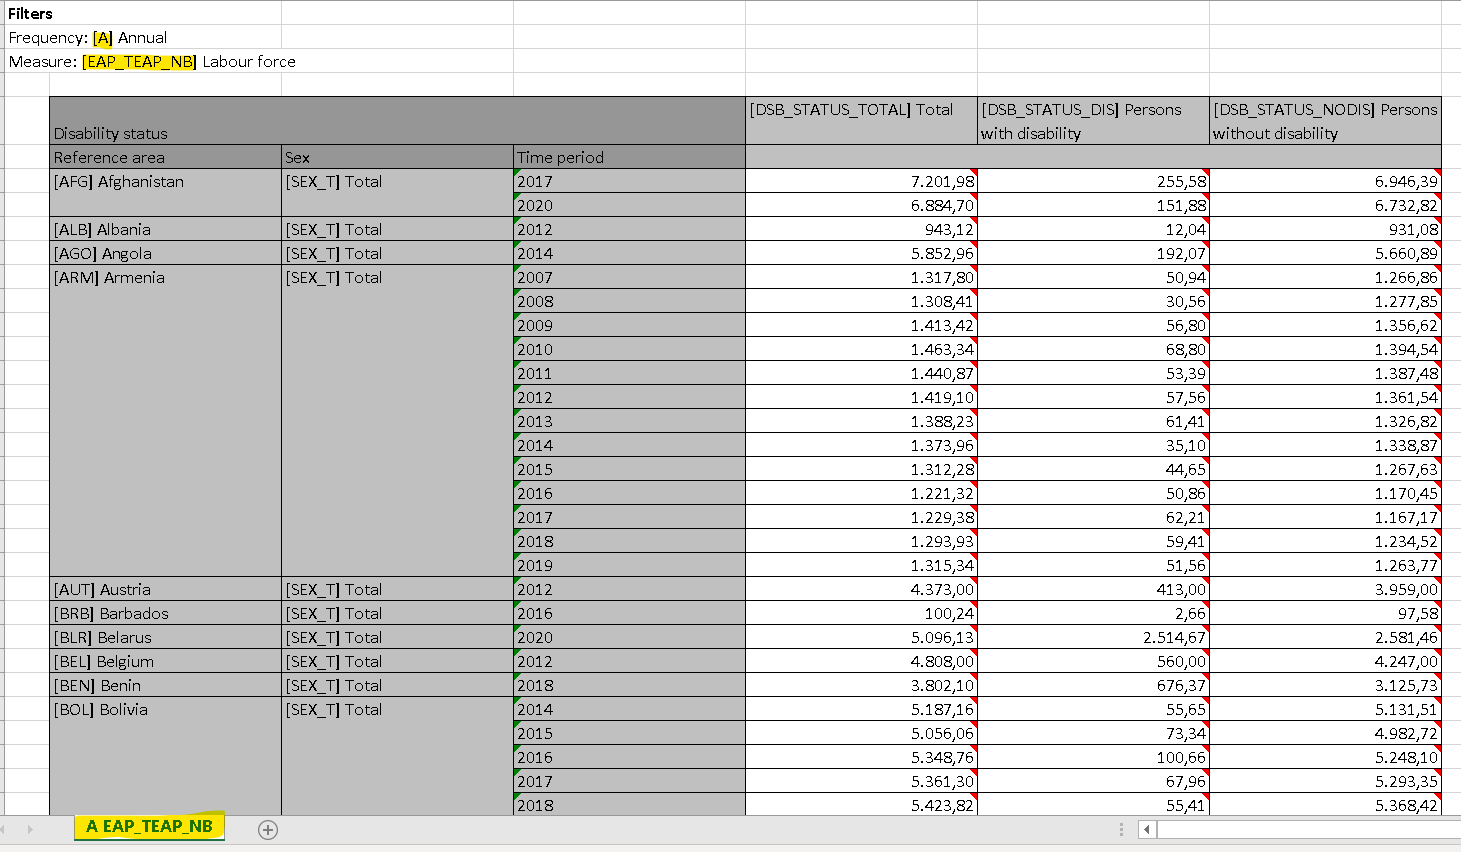 Filters
Frequency: [A] Annual
Measure: [EAP_TEAP_NB] Labour force
Disability status [DSB_STATUS_TOTAL] Total [DSB_STATUS_DIS] Persons with disability [DSB_STATUS_NODIS] Persons without disability
Reference area Sex Time period
[AFG] Afghanistan [SEX_T] Total 2017 7.201,98 255,58 6.946,39
2020 6.884,70 151,88 6.732,82
[ALB] Albania [SEX_T] Total 2012 943,12 12,04 931,08
[AGO] Angola [SEX_T] Total 2014 5.852,96 192,07 5.660,89
[ARM] Armenia [SEX_T] Total 2007 1.317,80 50,94 1.266,86
2008 1.308,41 30,56 1.277,85
2009 1.413,42 56,80 1.356,62
2010 1.463,34 68,80 1.394,54
2011 1.440,87 53,39 1.387,48
2012 1.419,10 57,56 1.361,54
2013 1.388,23 61,41 1.326,82
2014 1.373,96 35,10 1.338,87
2015 1.312,28 44,65 1.267,63
2016 1.221,32 50,86 1.170,45
2017 1.229,38 62,21 1.167,17
2018 1.293,93 59,41 1.234,52
2019 1.315,34 51,56 1.263,77
[AUT] Austria [SEX_T] Total 2012 4.373,00 413,00 3.959,00
[BRB] Barbados [SEX_T] Total 2016 100,24 2,66 97,58
[BLR] Belarus [SEX_T] Total 2020 5.096,13 2.514,67 2.581,46
[BEL] Belgium [SEX_T] Total 2012 4.808,00 560,00 4.247,00
[BEN] Benin [SEX_T] Total 2018 3.802,10 676,37 3.125,73
[BOL] Bolivia [SEX_T] Total 2014 5.187,16 55,65 5.131,51
2015 5.056,06 73,34 4.982,72
2016 5.348,76 100,66 5.248,10
2017 5.361,30 67,96 5.293,35
2018 5.423,82 55,41 5.368,42
A EAP_TEAP_NB